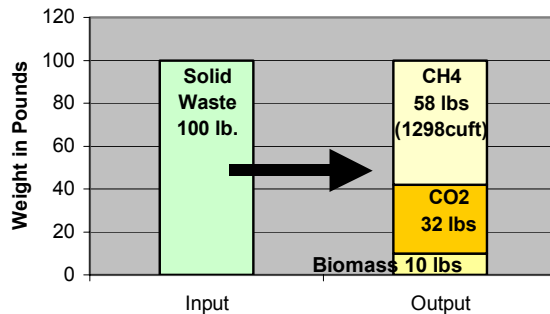 Weight in Pounds
120
100
80
60
40
20
0
Solid
Waste
100 lb.
CH4
58 lbs
(1298cuft)
CO2
32 lbs
Biomass 10 lbs
Input
Output